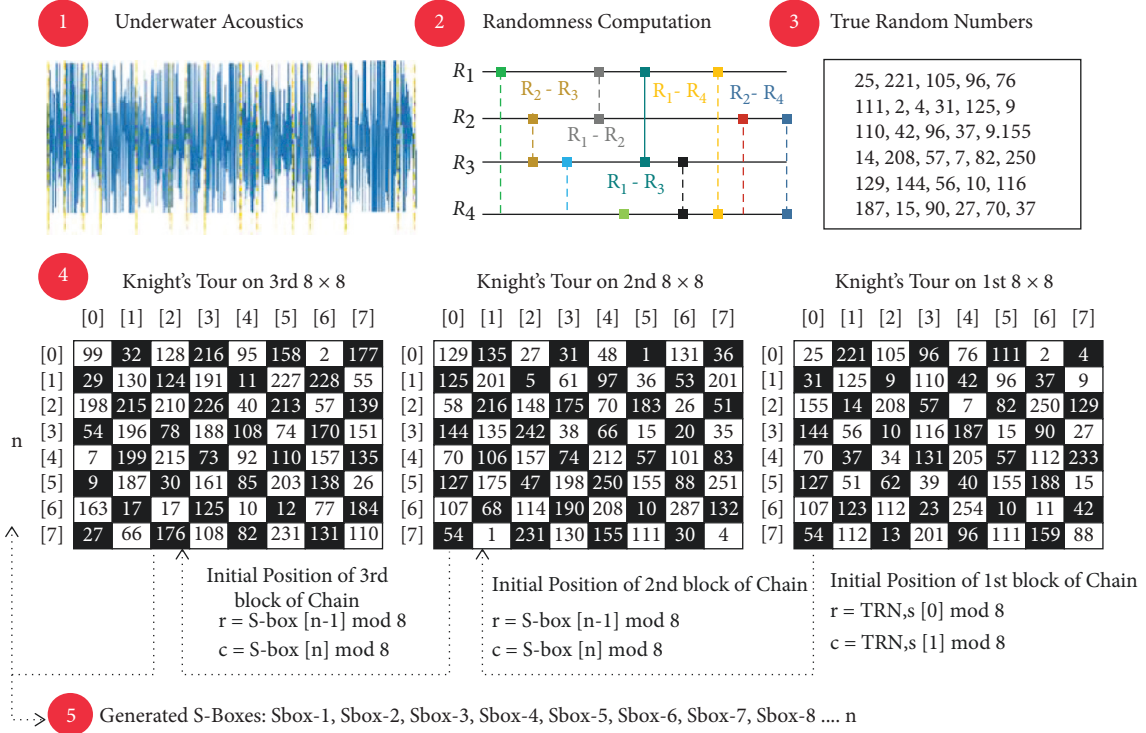 1 Underwater Acoustics
2 Randomness Computation
R1
R2
R3
R4
R2 - R3
R1 - R2
R1 - R3
R1- R4
R2- R4
3 True Random Numbers
25, 221, 105, 96, 76
111, 2, 4, 31, 125, 9
110, 42, 96, 37, 9.155
14, 208, 57, 7, 82, 250
129, 144, 56, 10, 116
187, 15, 90, 27, 70, 37
4
n
Knight's Tour on 3rd 8 × 8
[0] [1] [2] [3] [4] [5] [6] [7]
[0] 99 32 128 216 95 158 2 177
[1] 29 130 124 191 11 227 228 55
[2] 198 215 210 226 40 213 57 139
[3] 54 196 78 188 108 74 170 151
[4] 7 199 215 73 92 110 157 135
[5] 9 187 30 161 85 203 138 26
[6] 163 17 17 125 10 12 77 184
[7] 27 66 176 108 82 231 131 110
Initial Position of 3rd
block of Chain
r = S-box [n-1] mod 8
c = S-box [n] mod 8
Knight's Tour on 2nd 8 × 8
[0] [1] [2] [3] [4] [5] [6] [7]
[0] 129 135 27 31 48 1 131 36
[1] 125 201 5 61 97 36 53 201
[2] 58 216 148 175 70 183 26 51
[3] 144 135 242 38 66 15 20 35
[4] 70 106 157 74 212 57 101 83
[5] 127 175 47 198 250 155 88 251
[6] 107 68 114 190 208 10 287 132
[7] 54 1 231 130 155 111 30 4
Initial Position of 2nd block of Chain
r = S-box [n-1] mod 8
c = S-box [n] mod 8
Knight's Tour on 1st 8 × 8
[0] [1] [2] [3] [4] [5] [6] [7]
[0] 25 221 105 96 76 111 2 4
[1] 31 125 9 110 42 96 37 9
[2] 155 14 208 57 7 82 250 129
[3] 144 56 10 116 187 15 90 27
[4] 70 37 34 131 205 57 112 233
[5] 127 51 62 39 40 155 188 15
[6] 107 123 112 23 254 10 11 42
[7] 54 112 13 201 96 111 159 88
Initial Position of 1st block of Chain
r = TRN,s [0] mod 8
c = TRN,s [1] mod 8
5 Generated S-Boxes: Sbox-1, Sbox-2, Sbox-3, Sbox-4, Sbox-5, Sbox-6, Sbox-7, Sbox-8 .... n